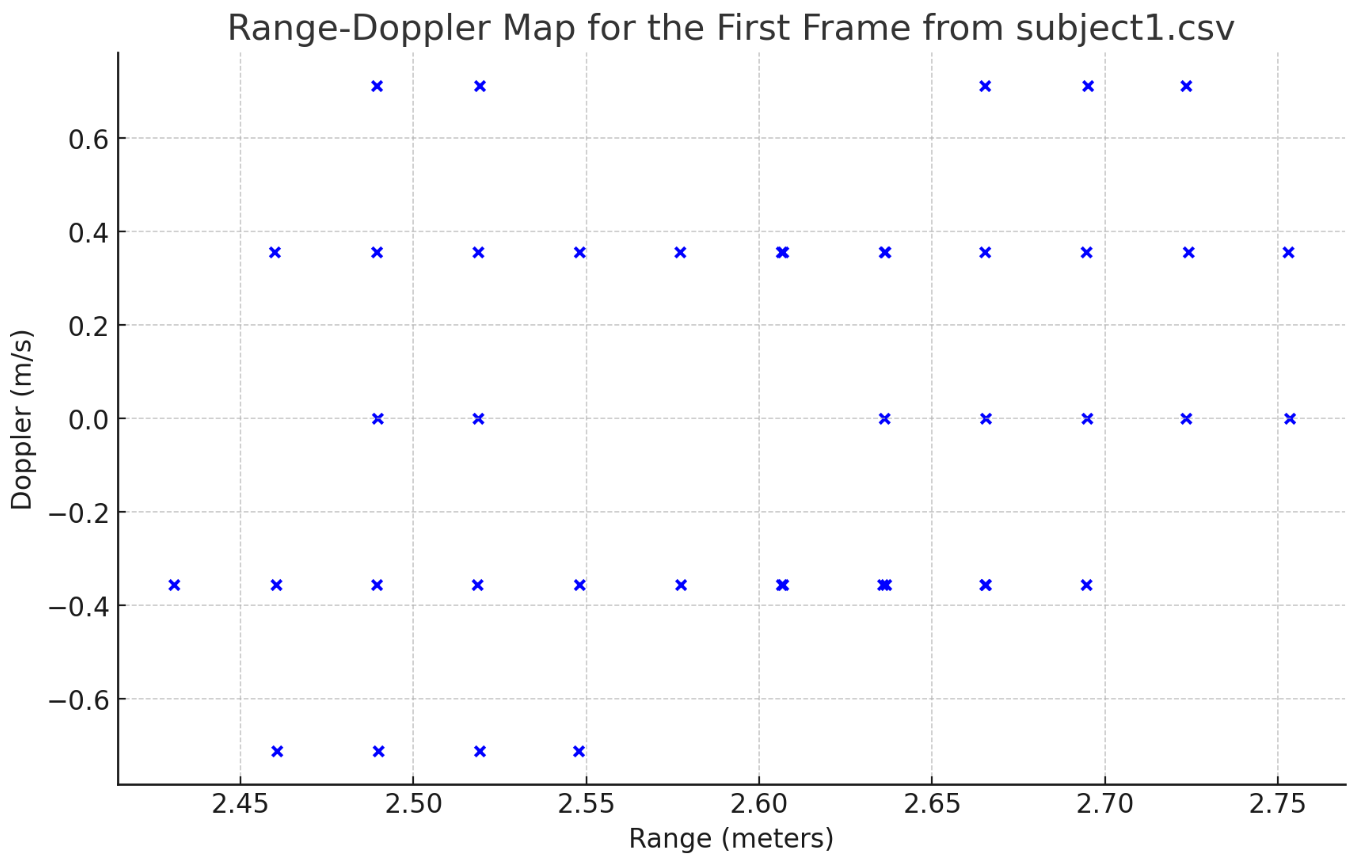 Range-Doppler Map for the First Frame from subject1.csv
Doppler (m/s)
0.6
0.4
0.2
0.0
−0.2
−0.4
−0.6
2.45 2.50 2.55 2.60 2.65 2.70 2.75
Range (meters)